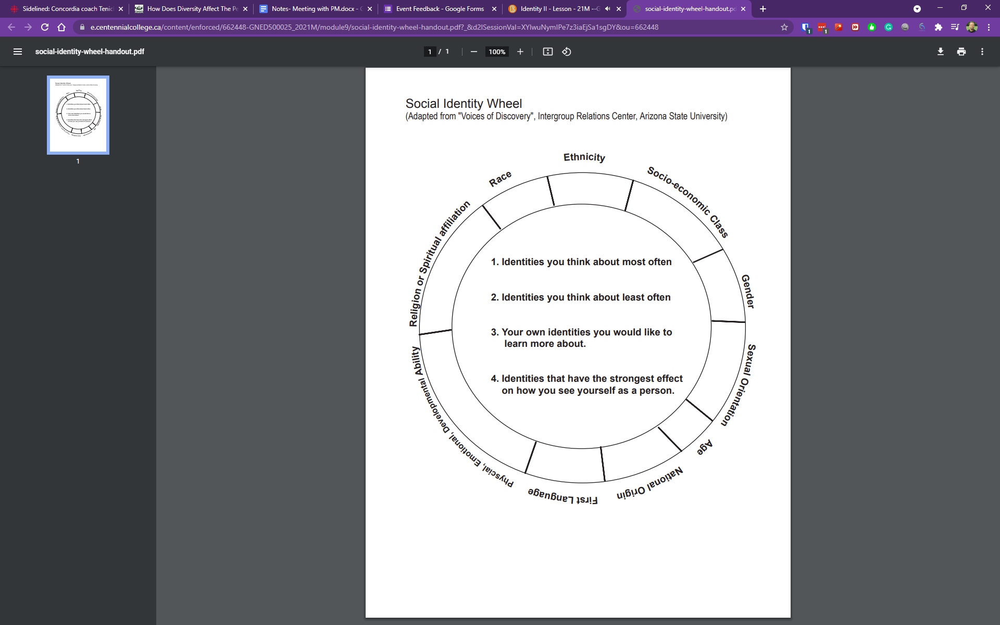 Sidelined: Concordia coach Tenic
How Does Diversity Affect The Pe
Notes- Meeting with PM.docx - G
Event Feedback - Google Forms
Identity II - Lesson - 21M --G
social-identity-wheel-handout.pd
e.centennialcollege.ca/content/enforced/662448-GNED500025_2021M/module9/social-identity-wheel-handout.pdf?_&d2lSessionVal=XYlwuNymIPe7z3iaEjSa1sgDY&ou=662448
social-identity-wheel-handout.pdf
1 / 1
100%
1
Social Identity Wheel
(Adapted from "Voices of Discovery", Intergroup Relations Center, Arizona State University)
Ethnicity
Socio-economic Class
Gender
Sexual Orientation
Age
National Origin
First Language
Physcial, Emotional, Developmental Ability
Religion or Spiritual affiliation
Race
1. Identities you think about most often
2. Identities you think about least often
3. Your own identities you would like to
learn more about.
4. Identities that have the strongest effect
on how you see yourself as a person.